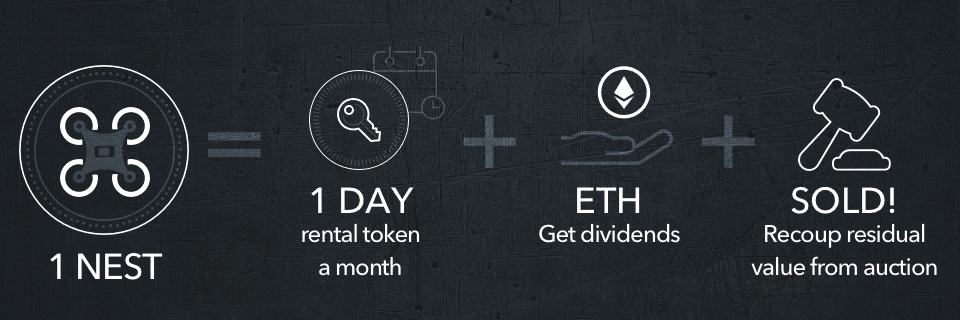 1 NEST
=
1 DAY
rental token
a month
+
ETH
Get dividends
+
SOLD!
Recoup residual
value from auction